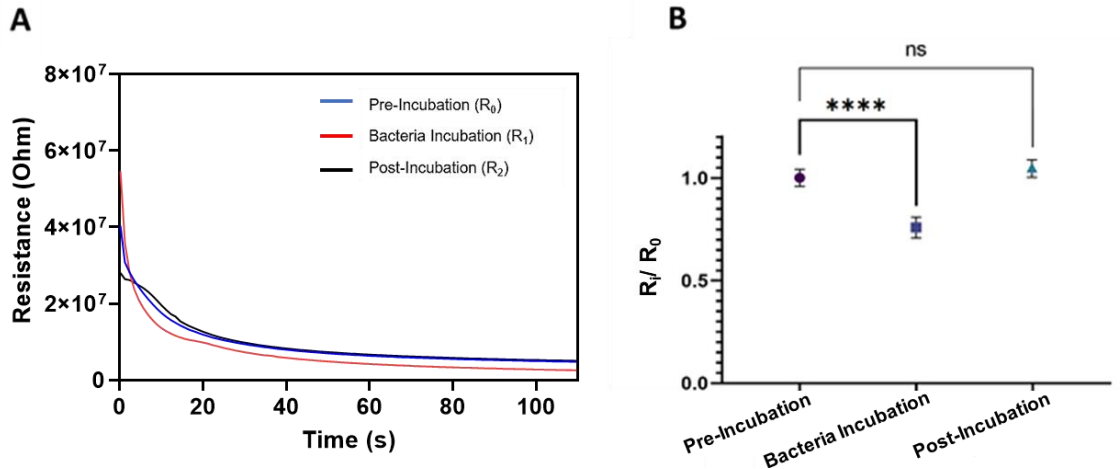 A
B
8×10⁷
6×10⁷
4×10⁷
2×10⁷
0
Resistance (Ohm)
Pre-Incubation (R₀)
Bacteria Incubation (R₁)
Post-Incubation (R₂)
0 20 40 60 80 100
Time (s)
ns
****
1.0
0.5
0.0
Rᵢ/ R₀
Pre-Incubation
Bacteria Incubation
Post-Incubation